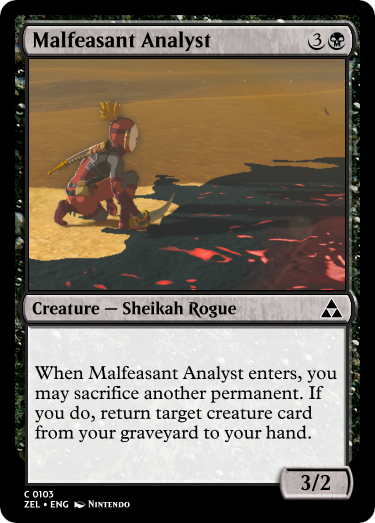 Malfeasant Analyst 3
Creature — Sheikah Rogue
When Malfeasant Analyst enters, you
may sacrifice another permanent. If
you do, return target creature card
from your graveyard to your hand.
3/2
C 0103
ZEL • ENG Nintendo